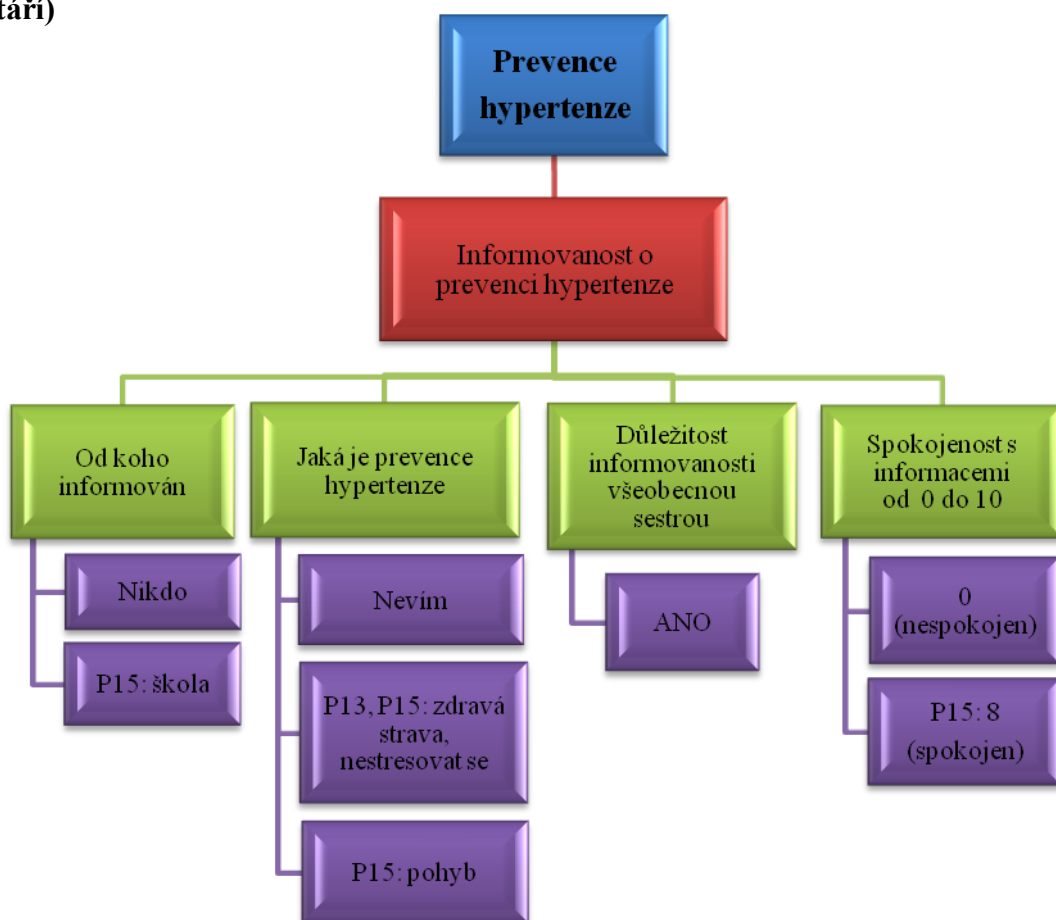 táří)
Prevence
hypertenze
Informovanost o
prevenci hypertenze
Od koho
informován
Nikdo
P15: škola
Jaká je prevence
hypertenze
Nevím
P13, P15: zdravá
strava,
nestresovat se
P15: pohyb
Důležitost
informovanosti
všeobecnou
sestrou
ANO
Spokojenost s
informacemi
od 0 do 10
0
(nespokojen)
P15: 8
(spokojen)